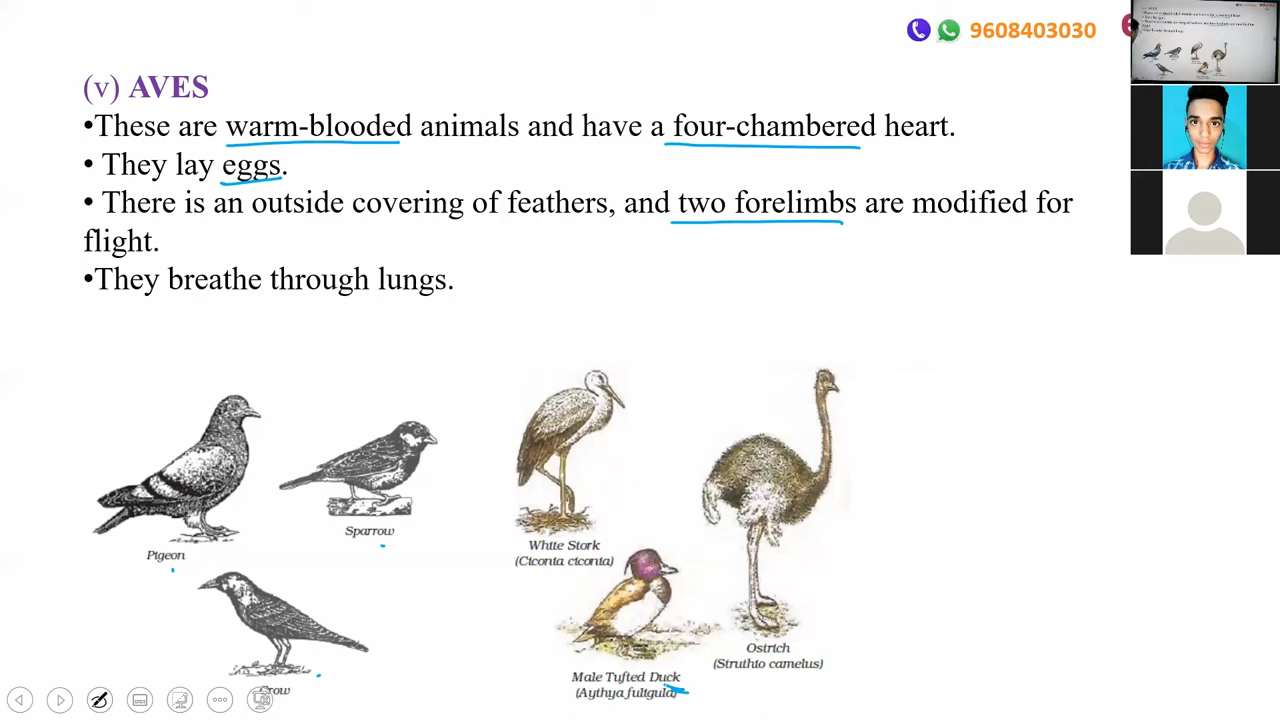 9608403030
(v) AVES
•These are warm-blooded animals and have a four-chambered heart.
• They lay eggs.
• There is an outside covering of feathers, and two forelimbs are modified for
flight.
•They breathe through lungs.
Pigeon
Sparrow
White Stork
(Ciconia ciconia)
Crow
Male Tufted Duck
(Aythya fuligula)
Ostrich
(Struthio camelus)